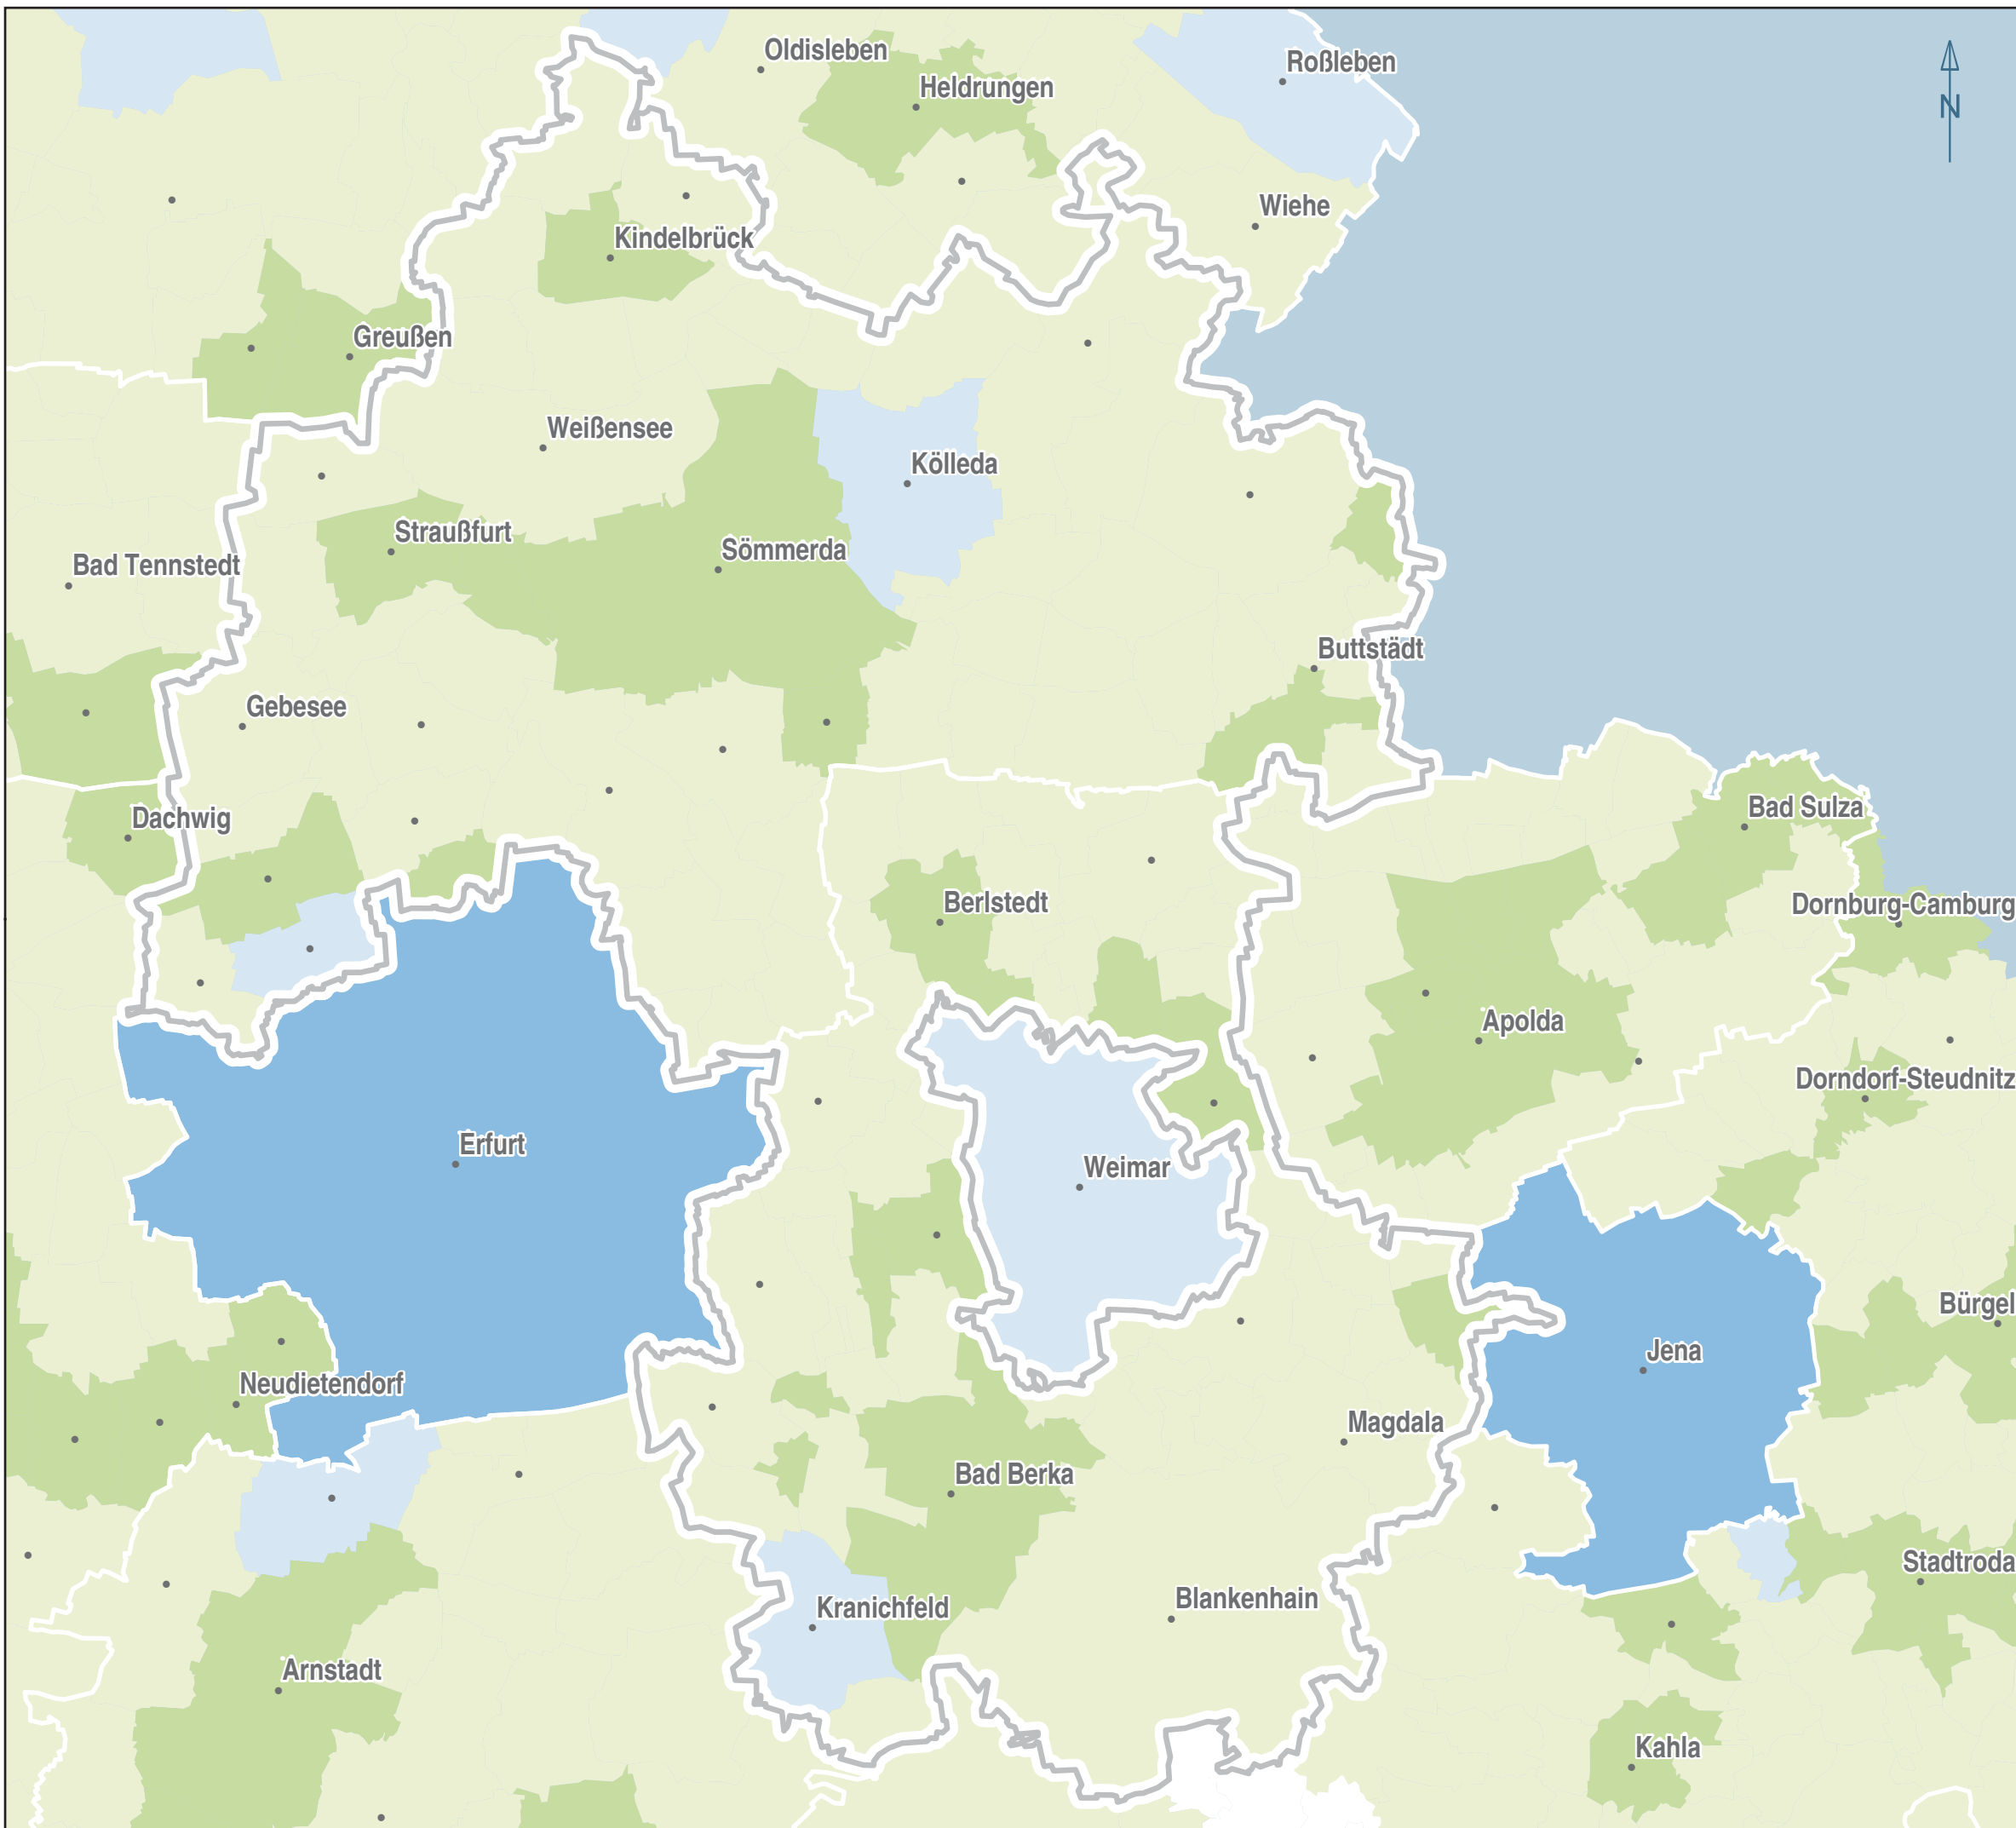 Oldisleben
Roßleben
Heldrungen
N
Wiehe
Kindelbrück
Greußen
Weißensee
Kölleda
Straußfurt
Sömmerda
Bad Tennstedt
Buttstädt
Gebesee
Bad Sulza
Dachwig
Berlstedt
Dornburg-Camburg
Apolda
Dorndorf-Steudnitz
Erfurt
Weimar
Bürgel
Jena
Neudietendorf
Magdala
Bad Berka
Stadtroda
Blankenhain
Kranichfeld
Arnstadt
Kahla